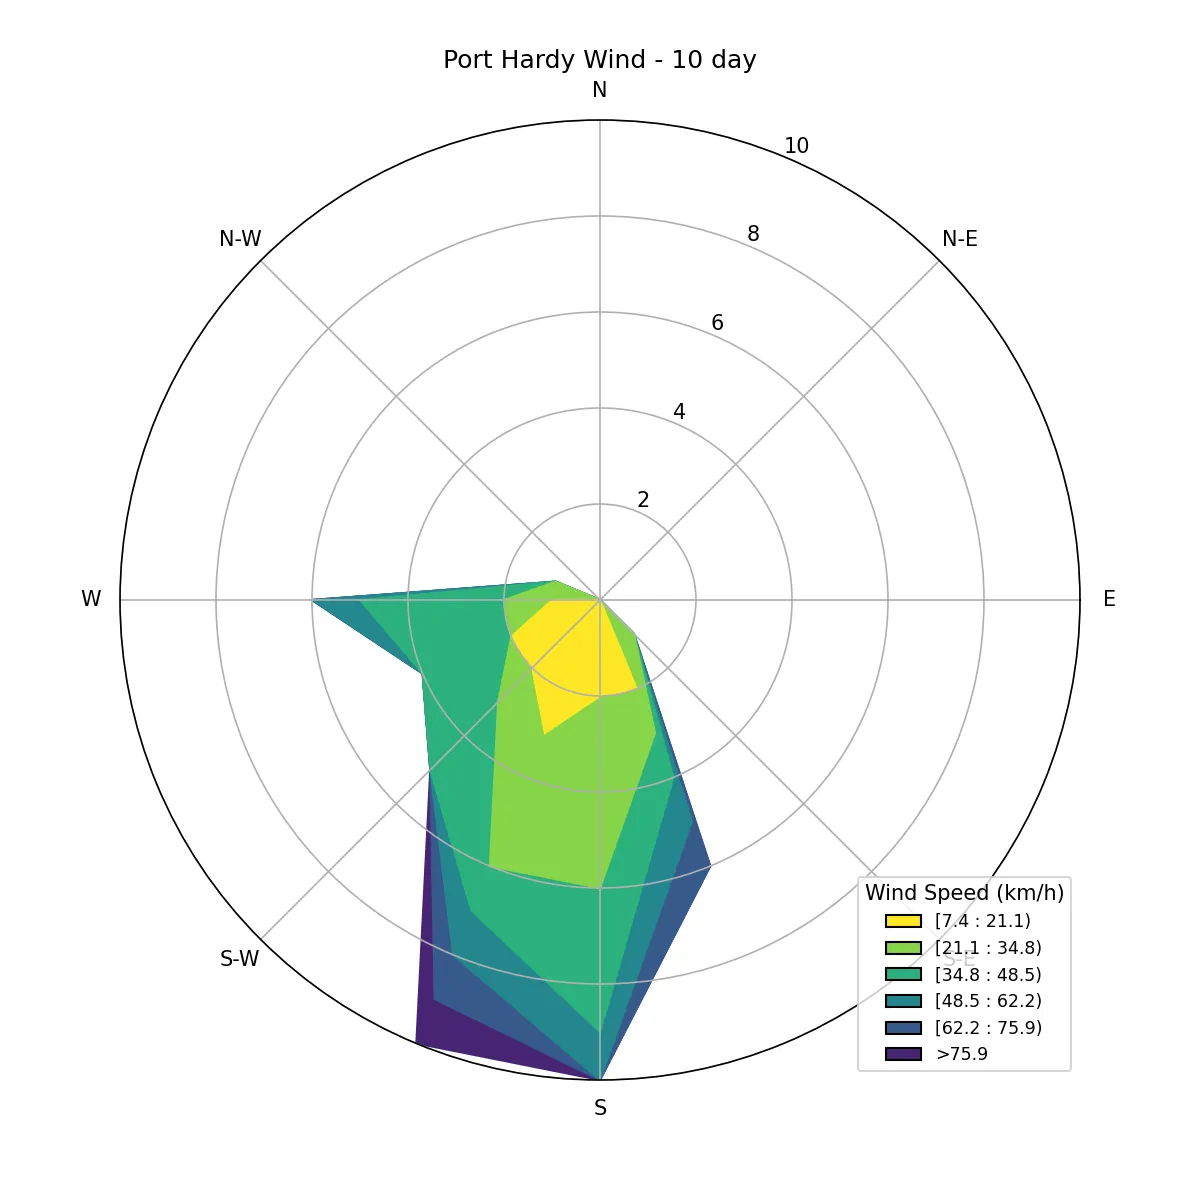 Port Hardy Wind - 10 day
N
10
N-W
8
N-E
6
4
2
W
E
Wind Speed (km/h)
[7.4 : 21.1)
[21.1 : 34.8)
S-W
S-E
[34.8 : 48.5)
[48.5 : 62.2)
[62.2 : 75.9)
>75.9
S